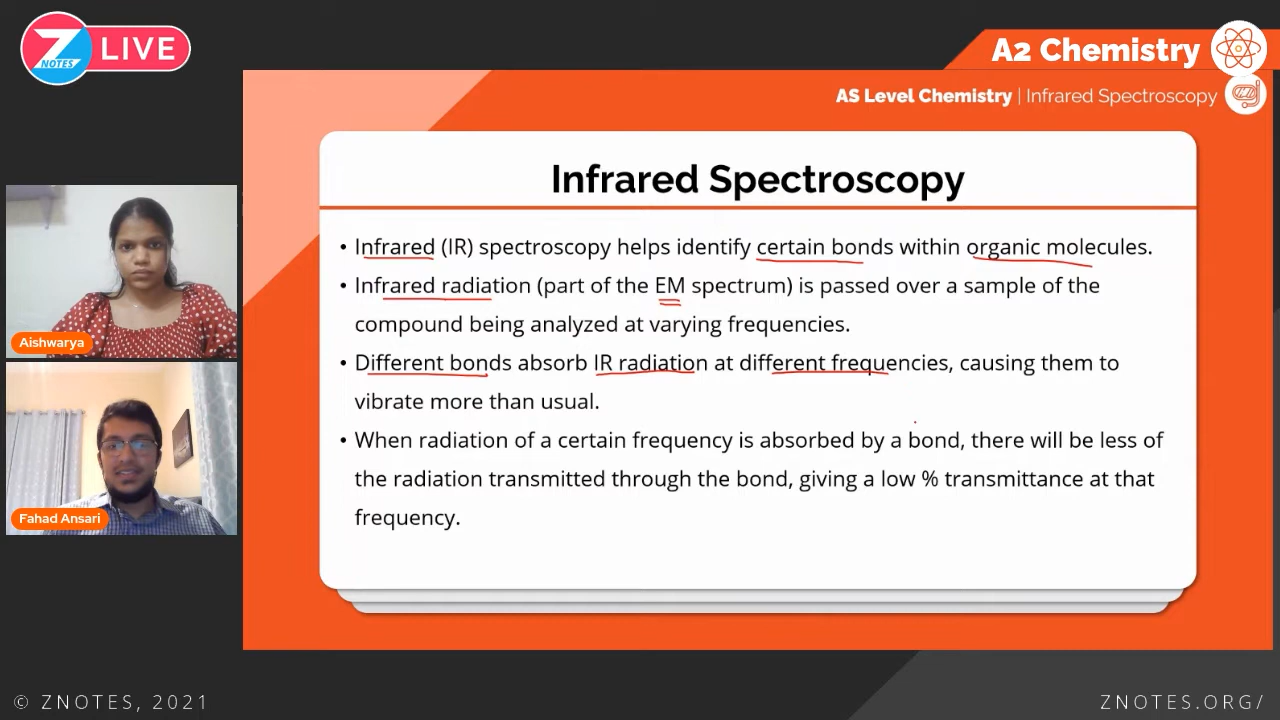 Z NOTES LIVE
A2 Chemistry
AS Level Chemistry | Infrared Spectroscopy
Infrared Spectroscopy
• Infrared (IR) spectroscopy helps identify certain bonds within organic molecules.
• Infrared radiation (part of the EM spectrum) is passed over a sample of the
compound being analyzed at varying frequencies.
• Different bonds absorb IR radiation at different frequencies, causing them to
vibrate more than usual.
• When radiation of a certain frequency is absorbed by a bond, there will be less of
the radiation transmitted through the bond, giving a low % transmittance at that
frequency.
Aishwarya
Fahad Ansari
© ZNOTES, 2021
ZNOTES.ORG/